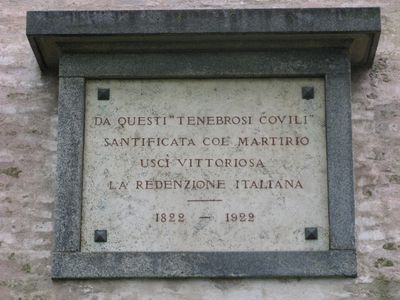 DA QUESTI "TENEBROSI COVILI"
SANTIFICATA COL MARTIRIO
USCÌ VITTORIOSA
LA REDENZIONE ITALIANA
1822 — 1922